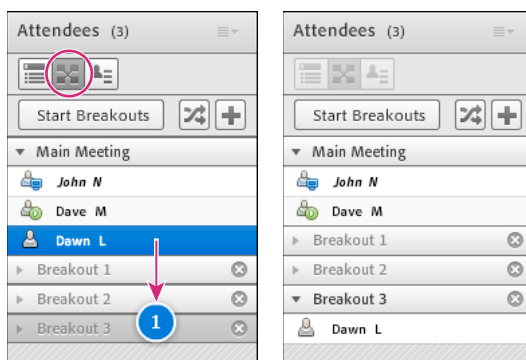 Attendees (3)
Start Breakouts
Main Meeting
John N
Dave M
Dawn L
Breakout 1
Breakout 2
Breakout 3
1
Attendees (3)
Start Breakouts
Main Meeting
John N
Dave M
Breakout 1
Breakout 2
Breakout 3
Dawn L